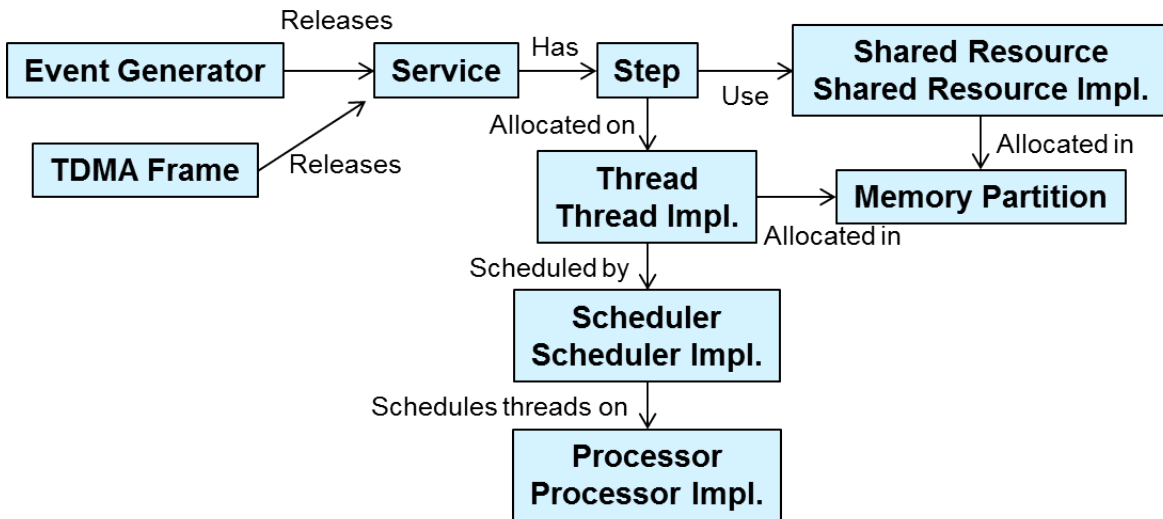 Releases
Event Generator
Service
Has
Step
Use
Shared Resource
Shared Resource Impl.
TDMA Frame
Releases
Allocated on
Allocated in
Thread
Thread Impl.
Memory Partition
Allocated in
Scheduled by
Scheduler
Scheduler Impl.
Schedules threads on
Processor
Processor Impl.